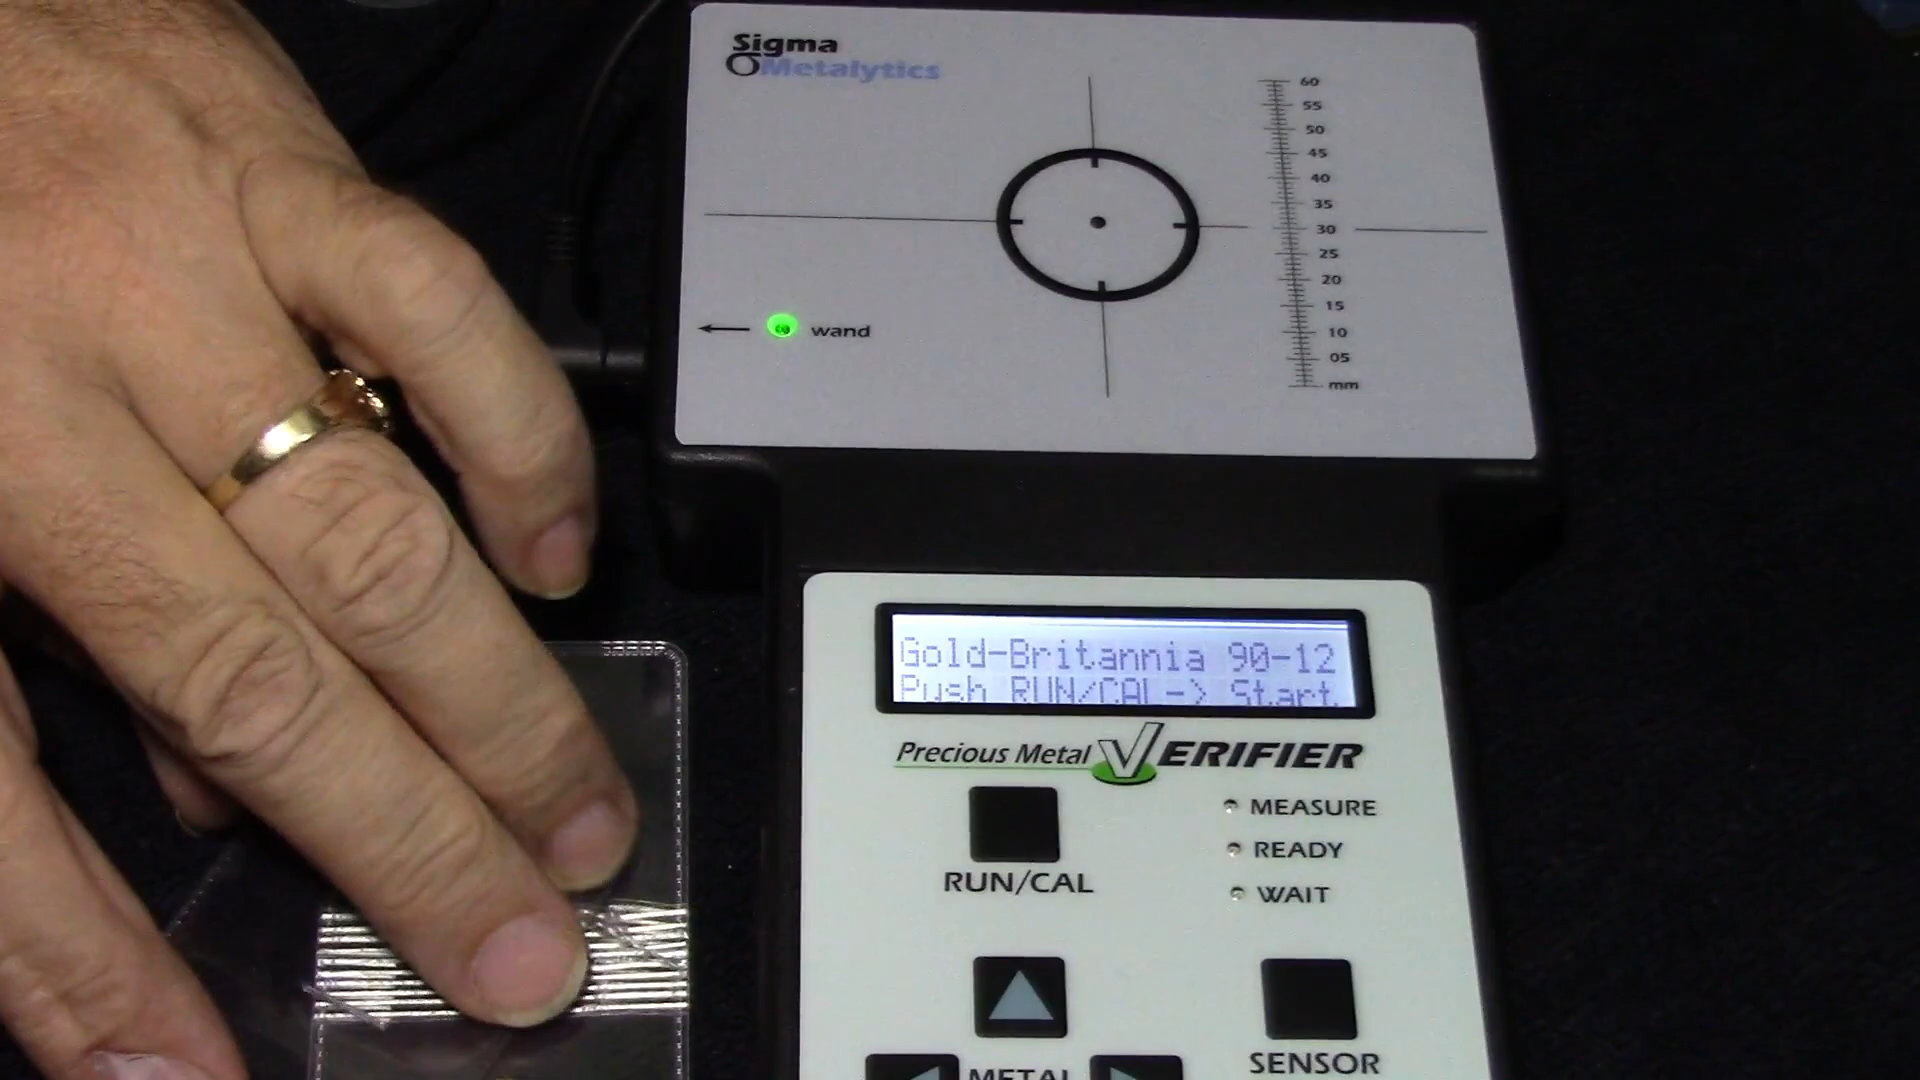 Sigma
Metalytics
60
55
50
45
40
35
30
25
20
15
10
05
mm
wand
Gold-Britannia 90-12
Push RUN/CAL-> Start
Precious Metal VERIFIER
MEASURE
RUN/CAL
READY
WAIT
SENSOR
METAL